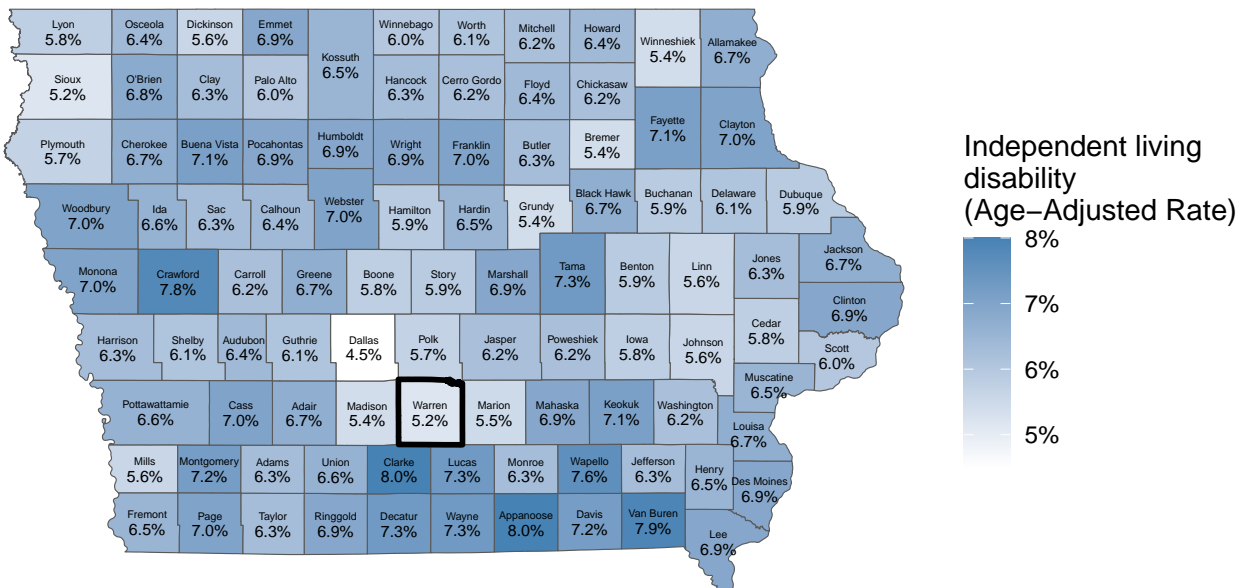 Lyon
5.8%
Osceola
6.4%
Dickinson
5.6%
Emmet
6.9%
Kossuth
6.5%
Winnebago
6.0%
Worth
6.1%
Mitchell
6.2%
Howard
6.4%
Winneshiek
5.4%
Allamakee
6.7%
Sioux
5.2%
O'Brien
6.8%
Clay
6.3%
Palo Alto
6.0%
Hancock
6.3%
Cerro Gordo
6.2%
Floyd
6.4%
Chickasaw
6.2%
Fayette
7.1%
Clayton
7.0%
Plymouth
5.7%
Cherokee
6.7%
Buena Vista
7.1%
Pocahontas
6.9%
Humboldt
6.9%
Wright
6.9%
Franklin
7.0%
Butler
6.3%
Bremer
5.4%
Woodbury
7.0%
Ida
6.6%
Sac
6.3%
Calhoun
6.4%
Webster
7.0%
Hamilton
5.9%
Hardin
6.5%
Grundy
5.4%
Black Hawk
6.7%
Buchanan
5.9%
Delaware
6.1%
Dubuque
5.9%
Monona
7.0%
Crawford
7.8%
Carroll
6.2%
Greene
6.7%
Boone
5.8%
Story
5.9%
Marshall
6.9%
Tama
7.3%
Benton
5.9%
Linn
5.6%
Jones
6.3%
Jackson
6.7%
Clinton
6.9%
Harrison
6.3%
Shelby
6.1%
Audubon
6.4%
Guthrie
6.1%
Dallas
4.5%
Polk
5.7%
Jasper
6.2%
Poweshiek
6.2%
Iowa
5.8%
Johnson
5.6%
Cedar
5.8%
Scott
6.0%
Muscatine
6.5%
Pottawattamie
6.6%
Cass
7.0%
Adair
6.7%
Madison
5.4%
Warren
5.2%
Marion
5.5%
Mahaska
6.9%
Keokuk
7.1%
Washington
6.2%
Louisa
6.7%
Mills
5.6%
Montgomery
7.2%
Adams
6.3%
Union
6.6%
Clarke
8.0%
Lucas
7.3%
Monroe
6.3%
Wapello
7.6%
Jefferson
6.3%
Henry
6.5%
Des Moines
6.9%
Fremont
6.5%
Page
7.0%
Taylor
6.3%
Ringgold
6.9%
Decatur
7.3%
Wayne
7.3%
Appanoose
8.0%
Davis
7.2%
Van Buren
7.9%
Lee
6.9%
Independent living
disability
(Age−Adjusted Rate)
8%
7%
6%
5%